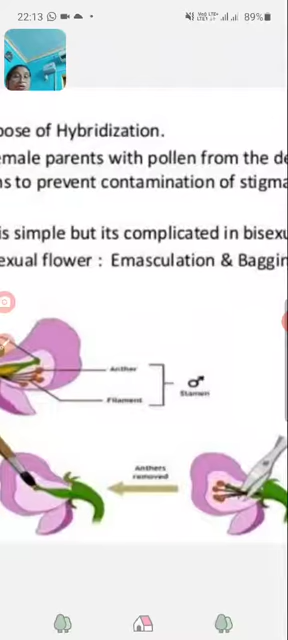 22:13
89%
pose of Hybridization.
emale parents with pollen from the de
ns to prevent contamination of stigma
is simple but its complicated in bisexu
exual flower : Emasculation & Baggin
Anther
Filament
Stamen
Anthers
removed